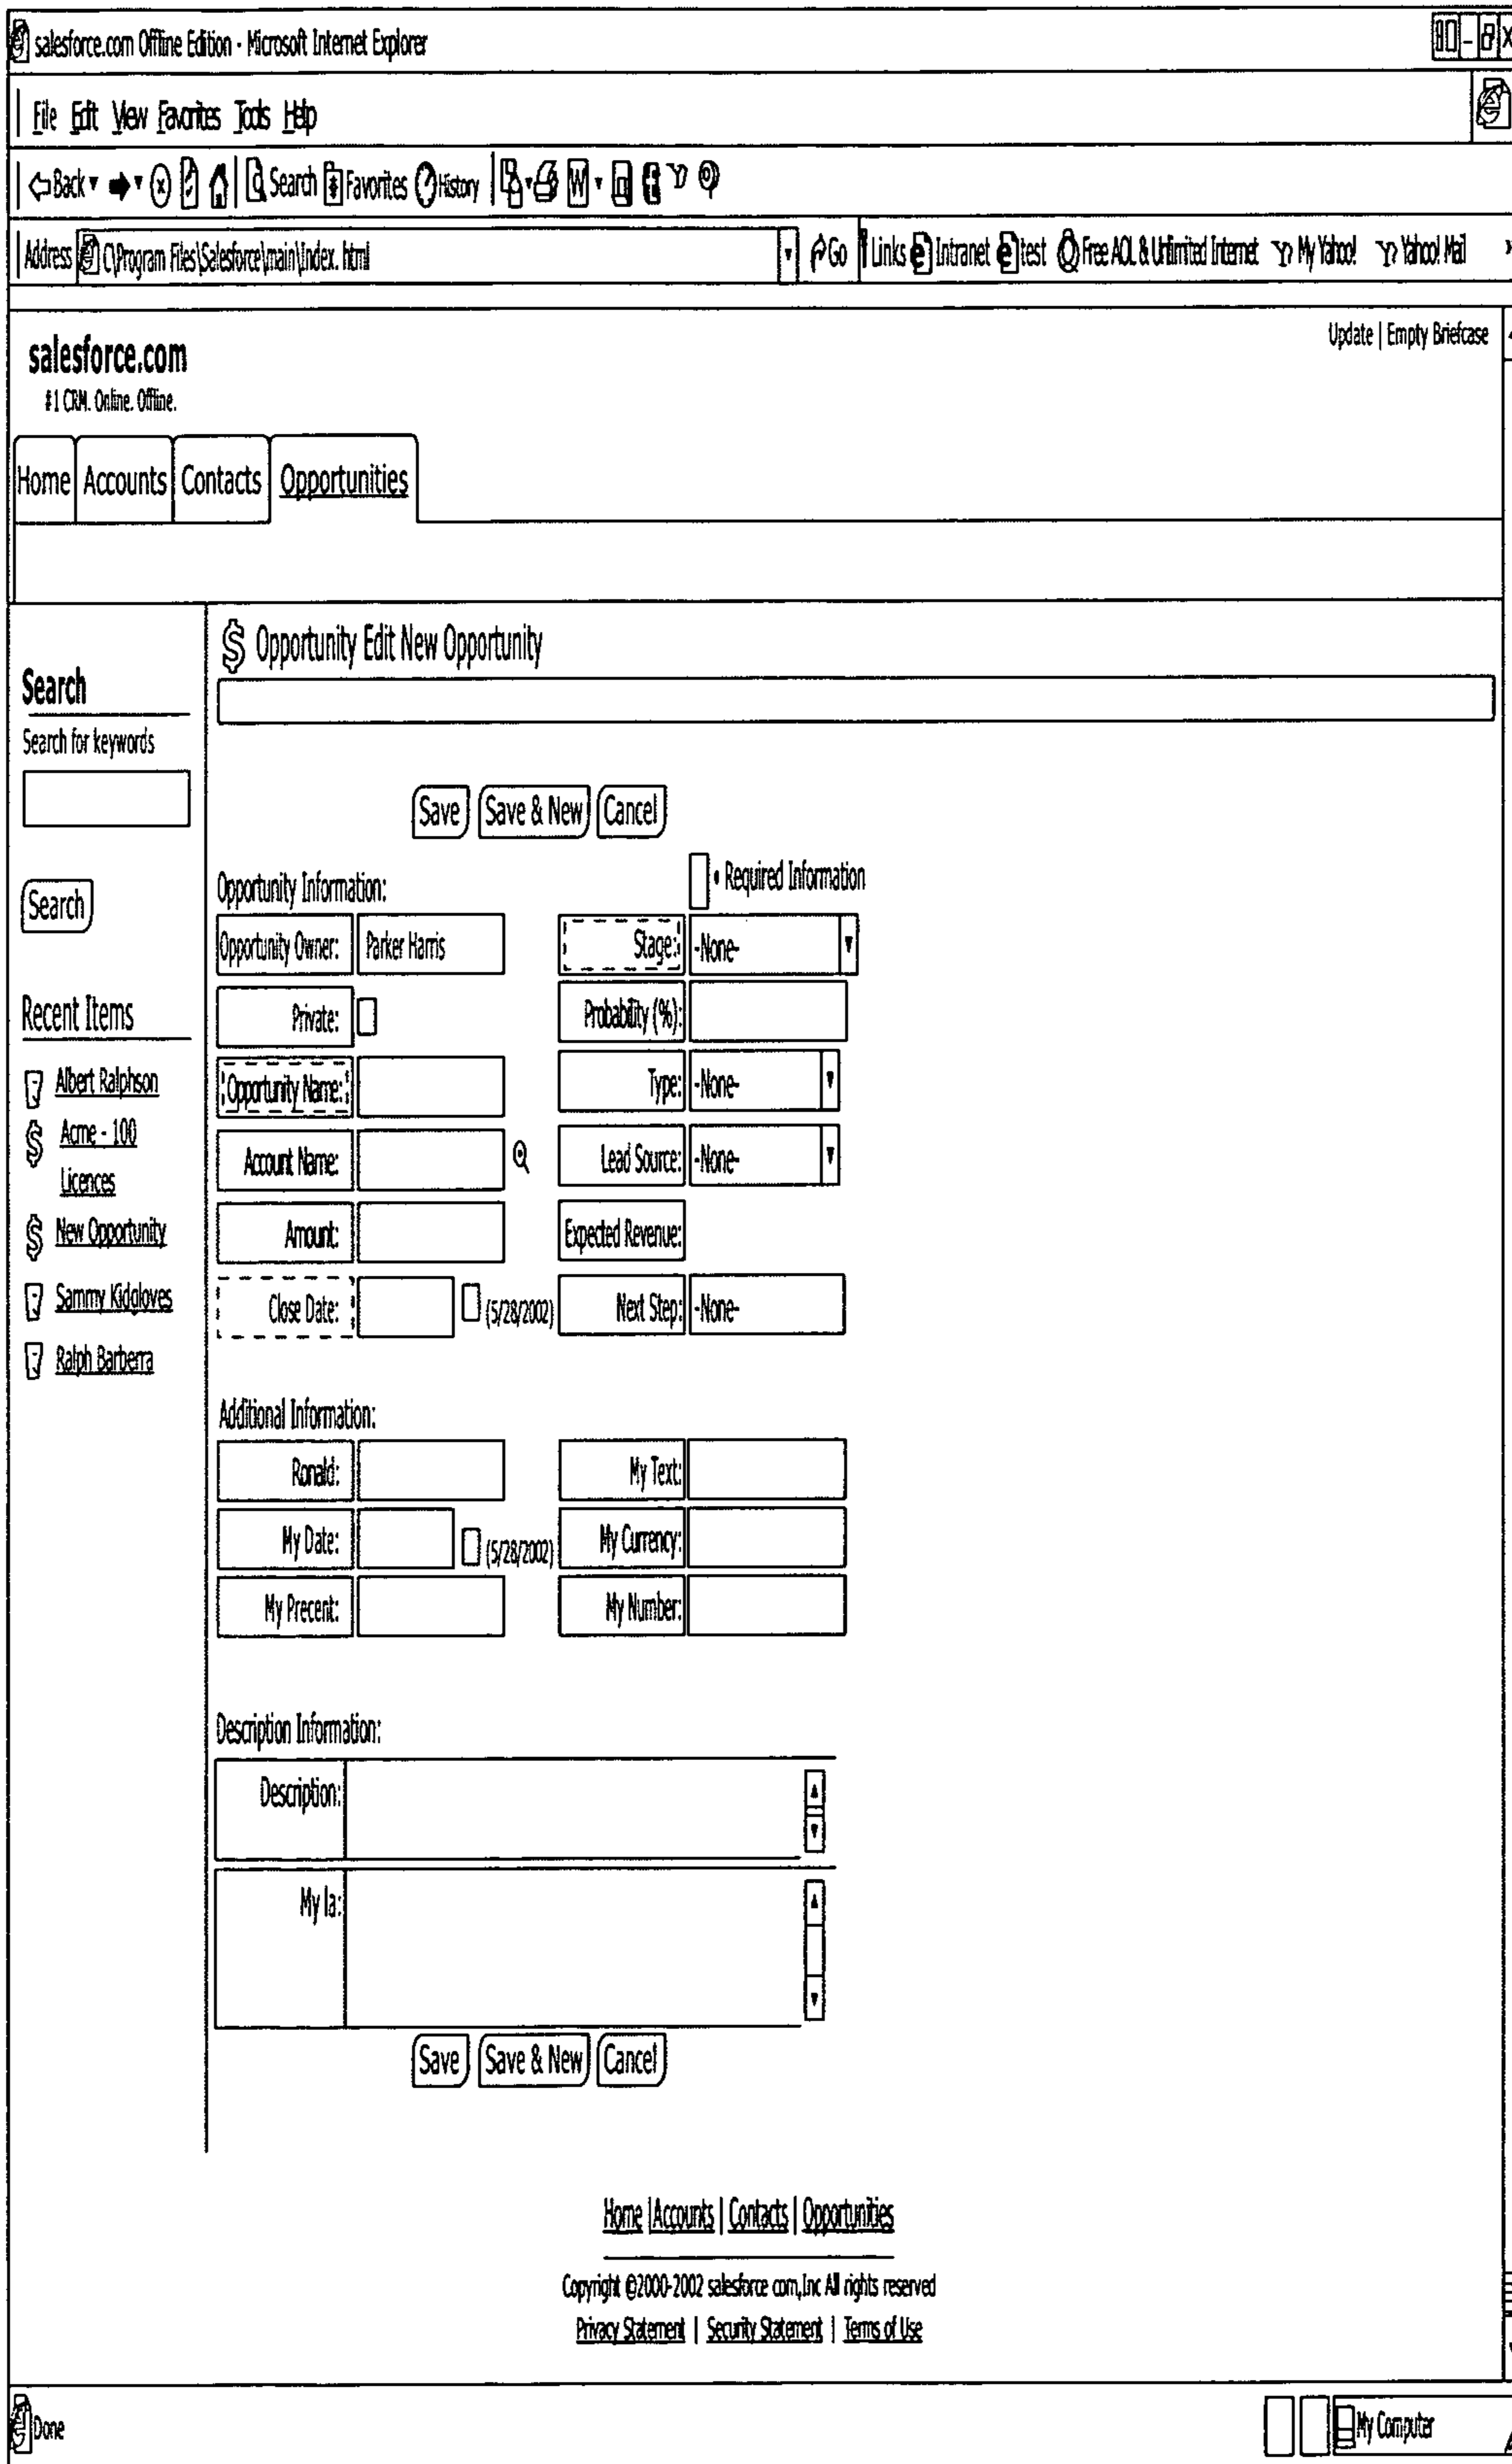 salesforce.com Offline Edition - Microsoft Internet Explorer
File Edit View Favorites Tools Help
Back Search Favorites History W
Address C\Program Files\Salesforce\main\Index. html Go Links Intranet test Free AOL & Unlimited Internet My Yahoo! Yahoo! Mail »
salesforce.com
Update | Empty Briefcase
#1 CRM. Online. Offline.
Home Accounts Contacts Opportunities
$ Opportunity Edit New Opportunity
Search
Search for keywords
Search
Recent Items
Albert Ralphson
$ Acme - 100
Licences
$ New Opportunity
Sammy Kidgloves
Ralph Barberra
Save Save & New Cancel
Opportunity Information: • Required Information
Opportunity Owner: Parker Harris Stage: -None-
Private: Probability (%):
Opportunity Name: Type: -None-
Account Name: Lead Source: -None-
Amount: Expected Revenue:
Close Date: (5/28/2002) Next Step: -None-
Additional Information:
Ronald: My Text:
My Date: (5/28/2002) My Currency:
My Precent: My Number:
Description Information:
Description:
My la:
Save Save & New Cancel
Home | Accounts | Contacts | Opportunities
Copyright ©2000-2002 salesforce com,Inc All rights reserved
Privacy Statement | Security Statement | Terms of Use
Done My Computer